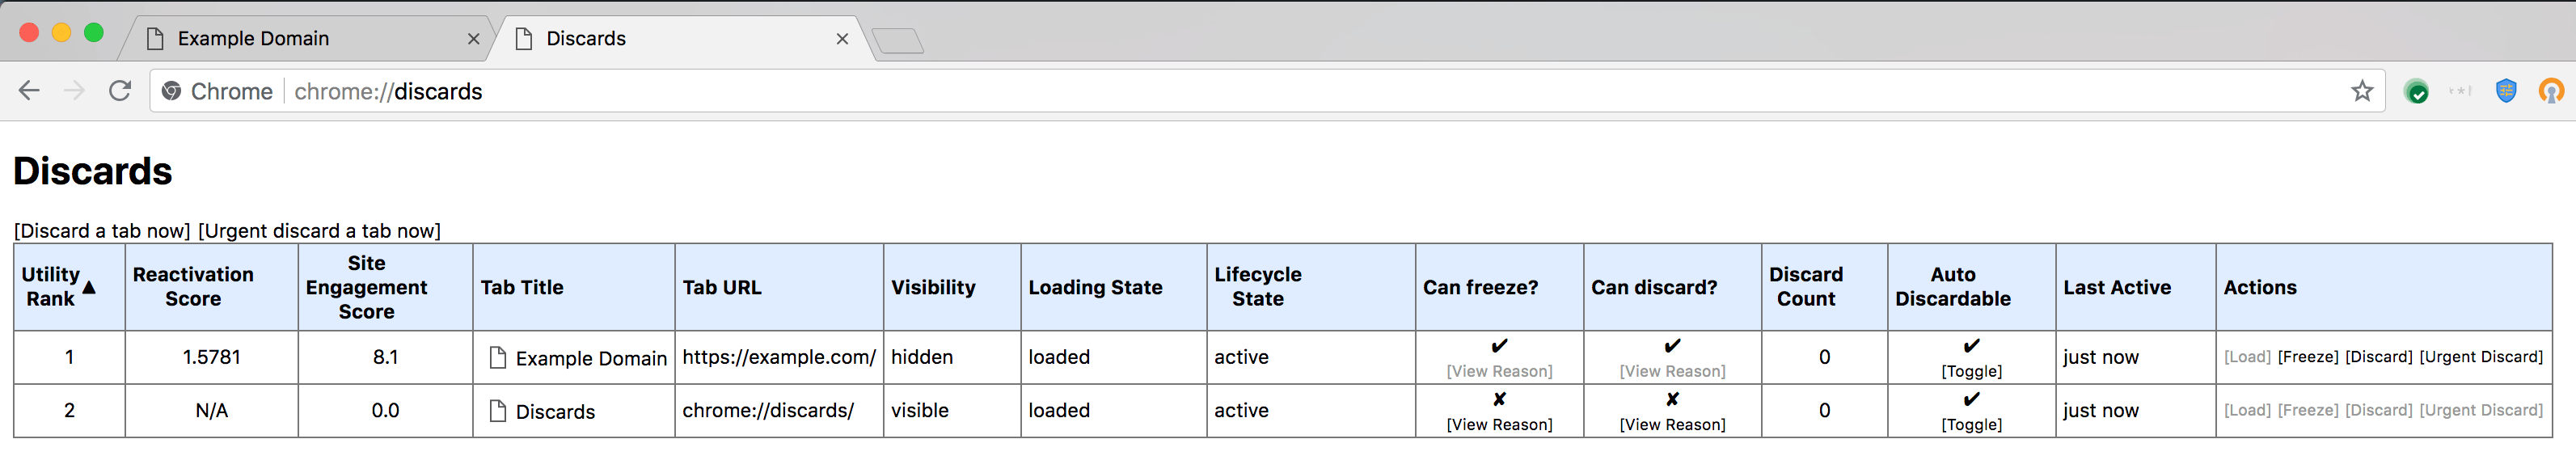 Example Domain
Discards
Chrome chrome://discards
Discards
[Discard a tab now] [Urgent discard a tab now]
Utility Rank ▲ Reactivation Score Site Engagement Score Tab Title Tab URL Visibility Loading State Lifecycle State Can freeze? Can discard? Discard Count Auto Discardable Last Active Actions
1 1.5781 8.1 Example Domain https://example.com/ hidden loaded active ✔ [View Reason] ✔ [View Reason] 0 ✔ [Toggle] just now [Load] [Freeze] [Discard] [Urgent Discard]
2 N/A 0.0 Discards chrome://discards/ visible loaded active ✘ [View Reason] ✘ [View Reason] 0 ✔ [Toggle] just now [Load] [Freeze] [Discard] [Urgent Discard]